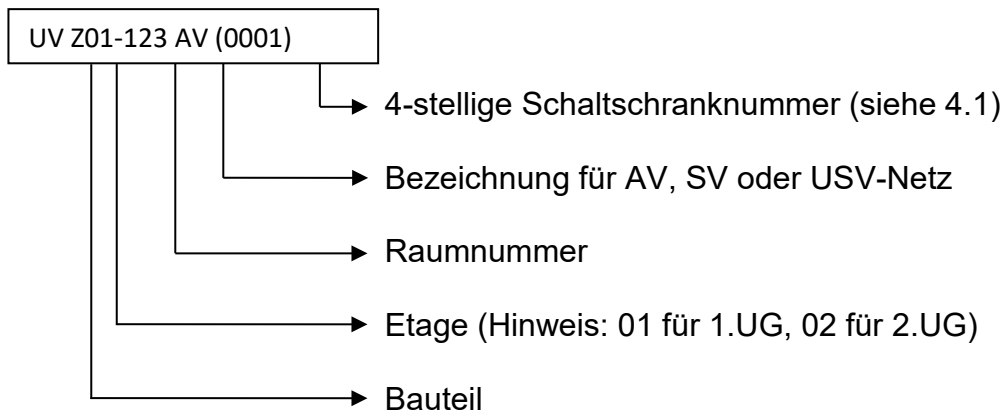 UV Z01-123 AV (0001)
4-stellige Schaltschranknummer (siehe 4.1)
Bezeichnung für AV, SV oder USV-Netz
Raumnummer
Etage (Hinweis: 01 für 1.UG, 02 für 2.UG)
Bauteil